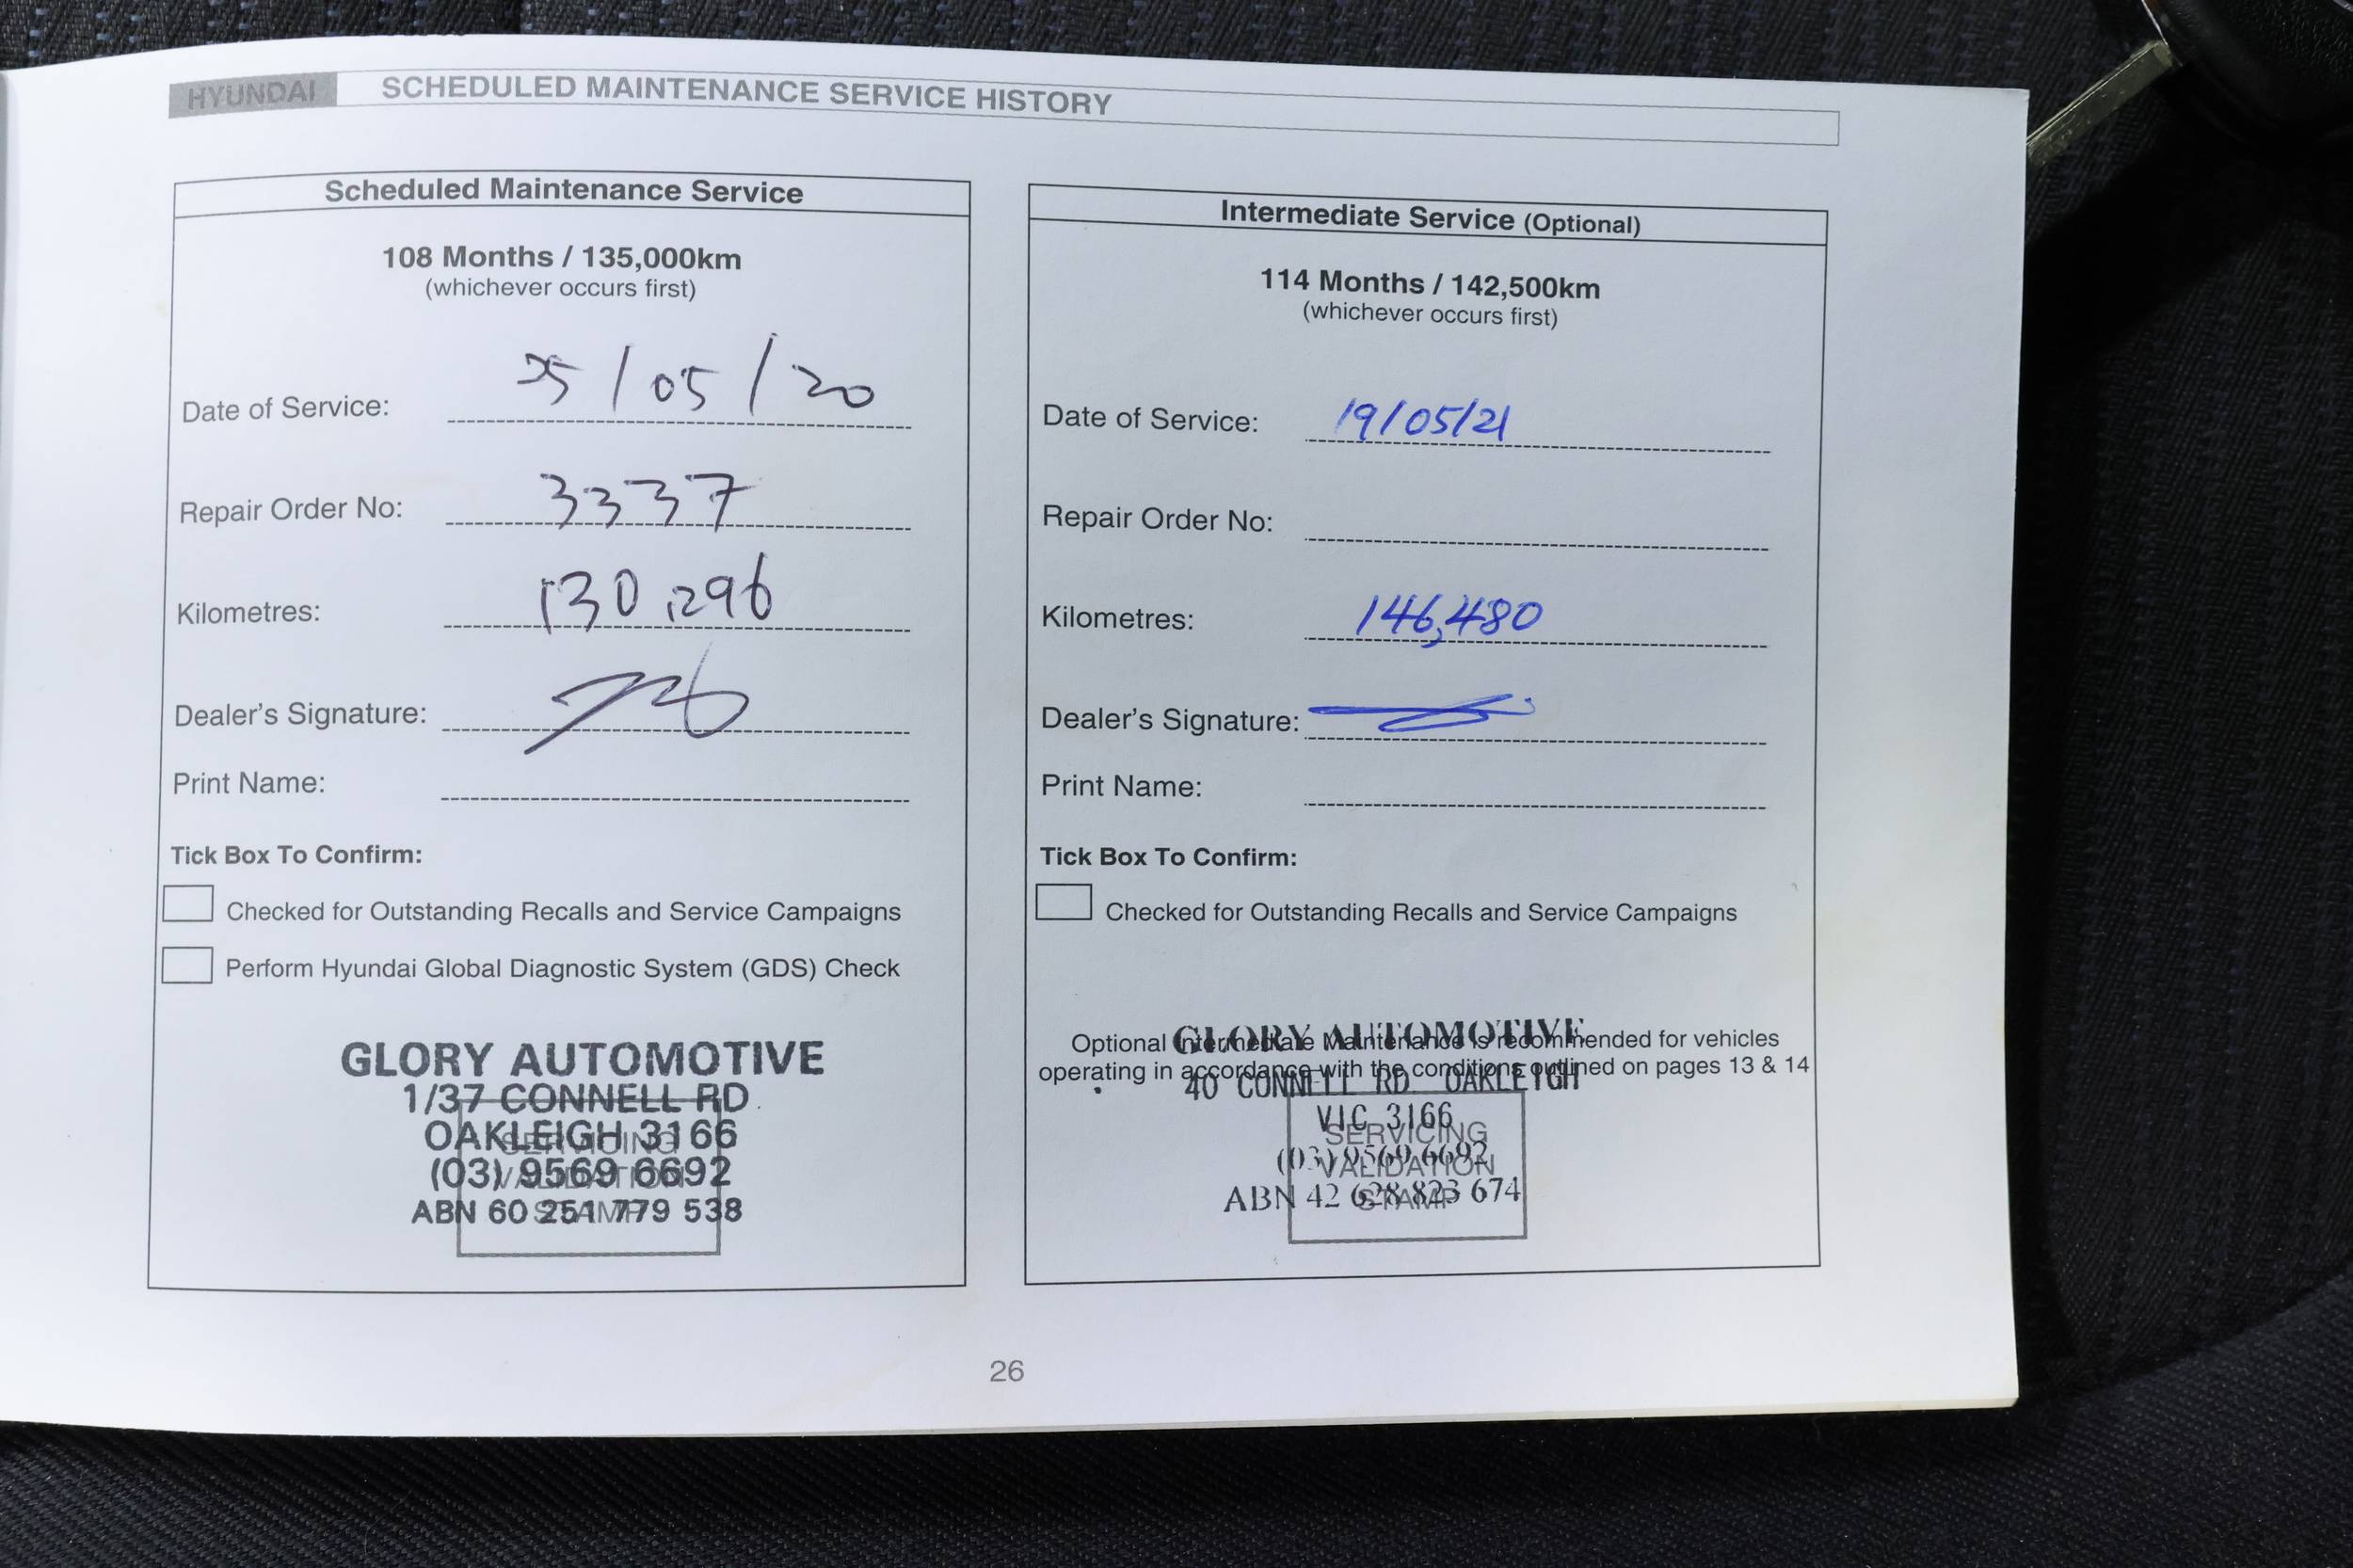 HYUNDAI SCHEDULED MAINTENANCE SERVICE HISTORY
Scheduled Maintenance Service
108 Months / 135,000km
(whichever occurs first)
Date of Service: 25/05/20
Repair Order No: 3337
Kilometres: 130,296
Dealer's Signature:
Print Name:
Tick Box To Confirm:
Checked for Outstanding Recalls and Service Campaigns
Perform Hyundai Global Diagnostic System (GDS) Check
GLORY AUTOMOTIVE
1/37 CONNELL RD
OAKLEIGH 3166
(03) 9569 6692
ABN 60 251 779 538
SERVICING
VALIDATION
STAMP
Intermediate Service (Optional)
114 Months / 142,500km
(whichever occurs first)
Date of Service: 19/05/21
Repair Order No:
Kilometres: 146,480
Dealer's Signature:
Print Name:
Tick Box To Confirm:
Checked for Outstanding Recalls and Service Campaigns
Optional Intermediate Maintenance is recommended for vehicles
operating in accordance with the conditions outlined on pages 13 & 14
GLORY AUTOMOTIVE
40 CONNELL RD OAKLEIGH
VIC 3166
(03) 9569 6692
ABN 42 628 823 674
SERVICING
VALIDATION
STAMP
26